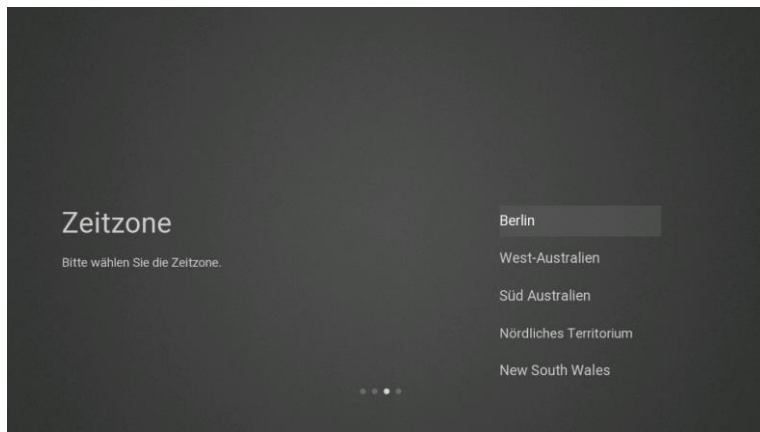 Zeitzone
Bitte wählen Sie die Zeitzone.
Berlin
West-Australien
Süd Australien
Nördliches Territorium
New South Wales